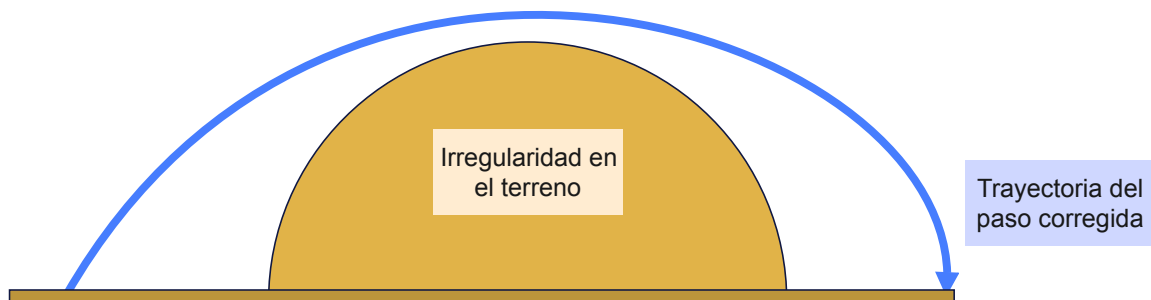 Irregularidad en
el terreno
Trayectoria del
paso corregida